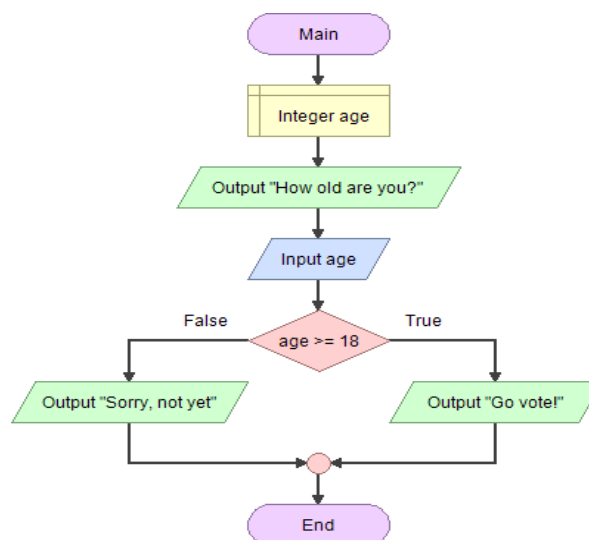 Main
Integer age
Output "How old are you?"
Input age
False
True
age >= 18
Output "Sorry, not yet"
Output "Go vote!"
End